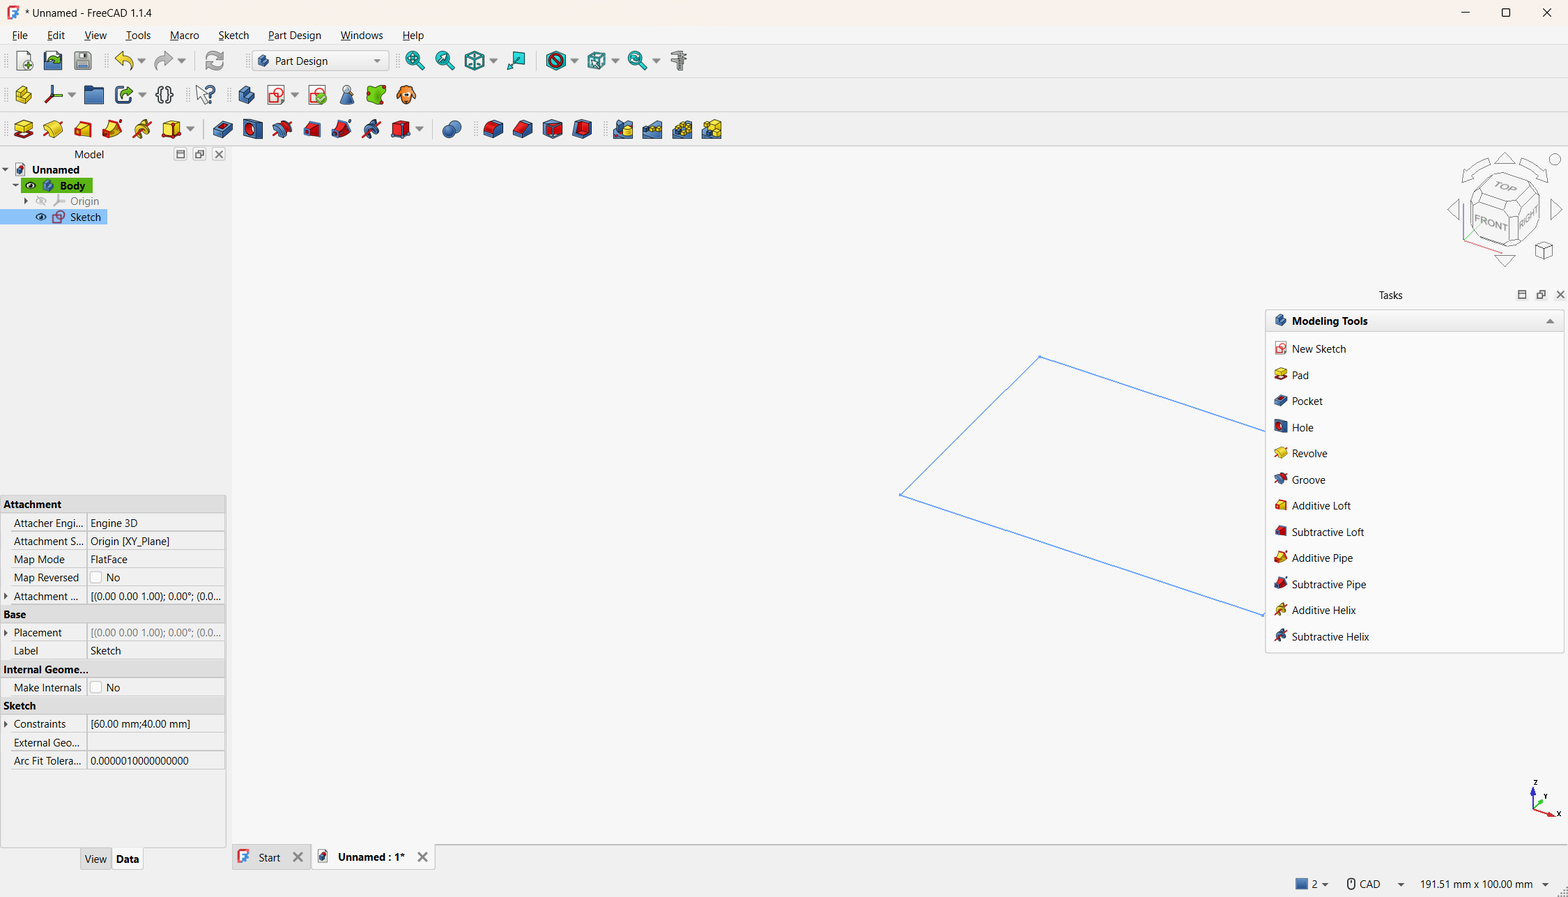 * Unnamed - FreeCAD 1.1.4
File Edit View Tools Macro Sketch Part Design Windows Help
Part Design
Model
Unnamed
Body
Origin
Sketch
TOP
FRONT
RIGHT
Tasks
Modeling Tools
New Sketch
Pad
Pocket
Hole
Revolve
Groove
Additive Loft
Subtractive Loft
Additive Pipe
Subtractive Pipe
Additive Helix
Subtractive Helix
Attachment
Attacher Engi... Engine 3D
Attachment S... Origin [XY_Plane]
Map Mode FlatFace
Map Reversed No
Attachment ... [(0.00 0.00 1.00); 0.00°; (0.0...
Base
Placement [(0.00 0.00 1.00); 0.00°; (0.0...
Label Sketch
Internal Geome...
Make Internals No
Sketch
Constraints [60.00 mm;40.00 mm]
External Geo...
Arc Fit Tolera... 0.0000010000000000
Z
Y
X
View Data
Start
Unnamed : 1*
2 CAD 191.51 mm x 100.00 mm